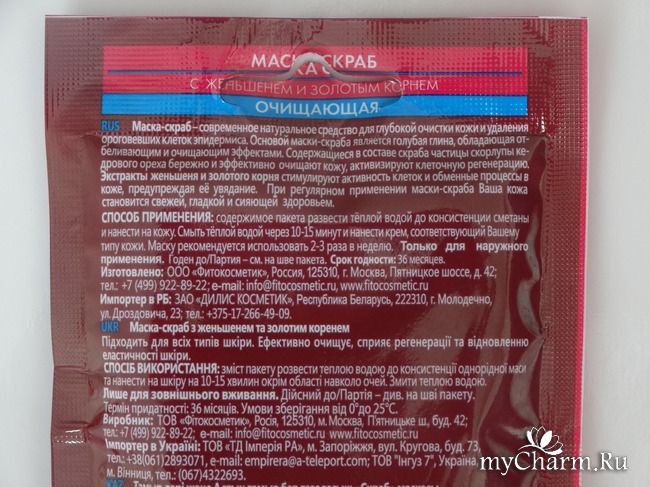 МАСКА СКРАБ
С ЖЕНЬШЕНЕМ И ЗОЛОТЫМ КОРНЕМ
ОЧИЩАЮЩАЯ
RUS Маска-скраб – современное натуральное средство для глубокой очистки кожи и удаления
ороговевших клеток эпидермиса. Основой маски-скраба является голубая глина, обладающая от-
беливающим и очищающим эффектами. Содержащиеся в составе скраба частицы скорлупы ке-
дрового ореха бережно и эффективно очищают кожу, активизируют клеточную регенерацию.
Экстракты женьшеня и золотого корня стимулируют активность клеток и обменные процессы в
коже, предупреждая её увядание. При регулярном применении маски-скраба Ваша кожа
становится свежей, гладкой и сияющей здоровьем.
СПОСОБ ПРИМЕНЕНИЯ: содержимое пакета развести тёплой водой до консистенции сметаны
и нанести на кожу. Смыть тёплой водой через 10-15 минут и нанести крем, соответствующий Вашему
типу кожи. Маску рекомендуется использовать 2-3 раза в неделю. Только для наружного
применения. Годен до/Партия – см. на шве пакета. Срок годности: 36 месяцев.
Изготовлено: ООО «Фитокосметик», Россия, 125310, г. Москва, Пятницкое шоссе, д. 42;
тел.: +7 (499) 922-89-22; e-mail: info@fitocosmetic.ru, www.fitocosmetic.ru
Импортер в РБ: ЗАО «ДИЛИС КОСМЕТИК», Республика Беларусь, 222310, г. Молодечно,
ул. Дроздовича, 23; тел.: +375-17-266-49-09.
UKR Маска-скраб з женьшенем та золотим коренем
Підходить для всіх типів шкіри. Ефективно очищує, сприяє регенерації та відновленню
еластичності шкіри.
СПОСІБ ВИКОРИСТАННЯ: зміст пакету розвести теплою водою до консистенції однорідної маси
та нанести на шкіру на 10-15 хвилин окрім області навколо очей. Змити теплою водою.
Лише для зовнішнього вживання. Дійсний до/Партія – див. на шві пакету.
Термін придатності: 36 місяців. Умови зберігання від 0° до 25°С.
Виробник: ТОВ «Фітокосметік», Росія, 125310, м. Москва, П'ятницьке ш., буд. 42;
тел.: +7 (499) 922-89-22; e-mail: info@fitocosmetic.ru, www.fitocosmetic.ru
Імпортер в Україні: ТОВ "ТД Імперія РА", м. Запоріжжя, вул. Кругова, буд. 73,
тел.: +38(061)2893071, e-mail: empirera@a-teleport.com; ТОВ "Інгуз 7", Україна,
м. Вінниця, тел.: (067)4322693.
KAZ
myCharm.Ru